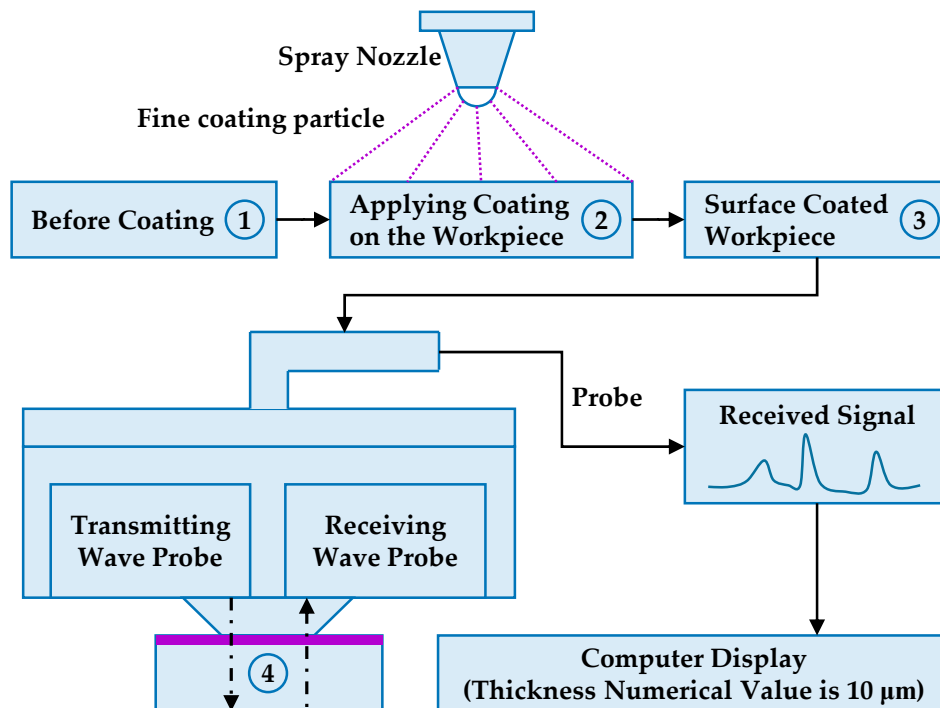 Spray Nozzle
Fine coating particle
Before Coating 1
Applying Coating
on the Workpiece 2
Surface Coated
Workpiece 3
Probe
Received Signal
Transmitting
Wave Probe
Receiving
Wave Probe
4
Computer Display
(Thickness Numerical Value is 10 μm)